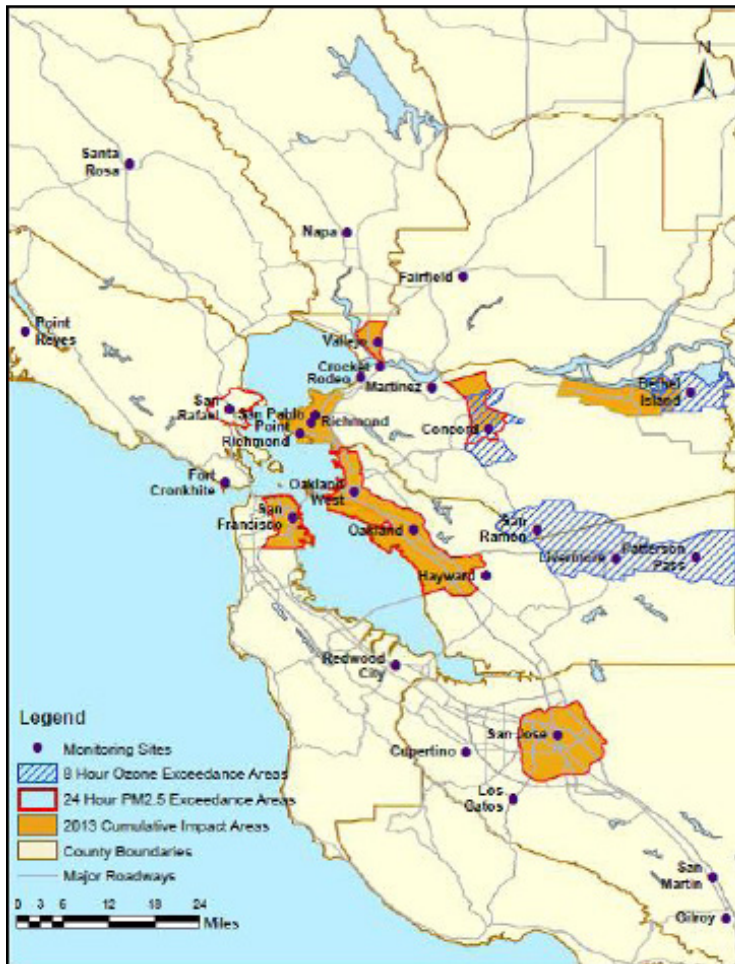 N
Santa
Rosa
Napa
Fairfield
Point
Reyes
Vallejo
Crocket
Rodeo
Martinez
Bethel
Island
San
Rafael
San Pablo
Point
Richmond
Richmond
Concord
Fort
Cronkhite
Oakland
West
San
Francisco
Oakland
San
Ramon
Livermore
Patterson
Pass
Hayward
Redwood
City
San Jose
Cupertino
Los
Gatos
San
Martin
Gilroy
Legend
Monitoring Sites
8 Hour Ozone Exceedance Areas
24 Hour PM2.5 Exceedance Areas
2013 Cumulative Impact Areas
County Boundaries
Major Roadways
0 3 6 12 18 24
Miles